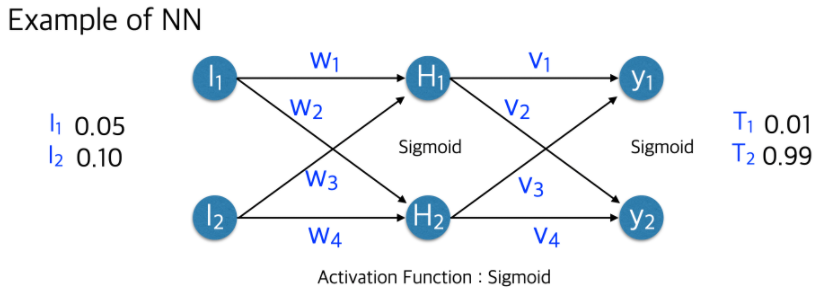 Example of NN
I₁ W₁ H₁ V₁ y₁
W₂ V₂
I₁ 0.05 T₁ 0.01
Sigmoid Sigmoid
I₂ 0.10 T₂ 0.99
W₃ V₃
I₂ H₂ y₂
W₄ V₄
Activation Function : Sigmoid